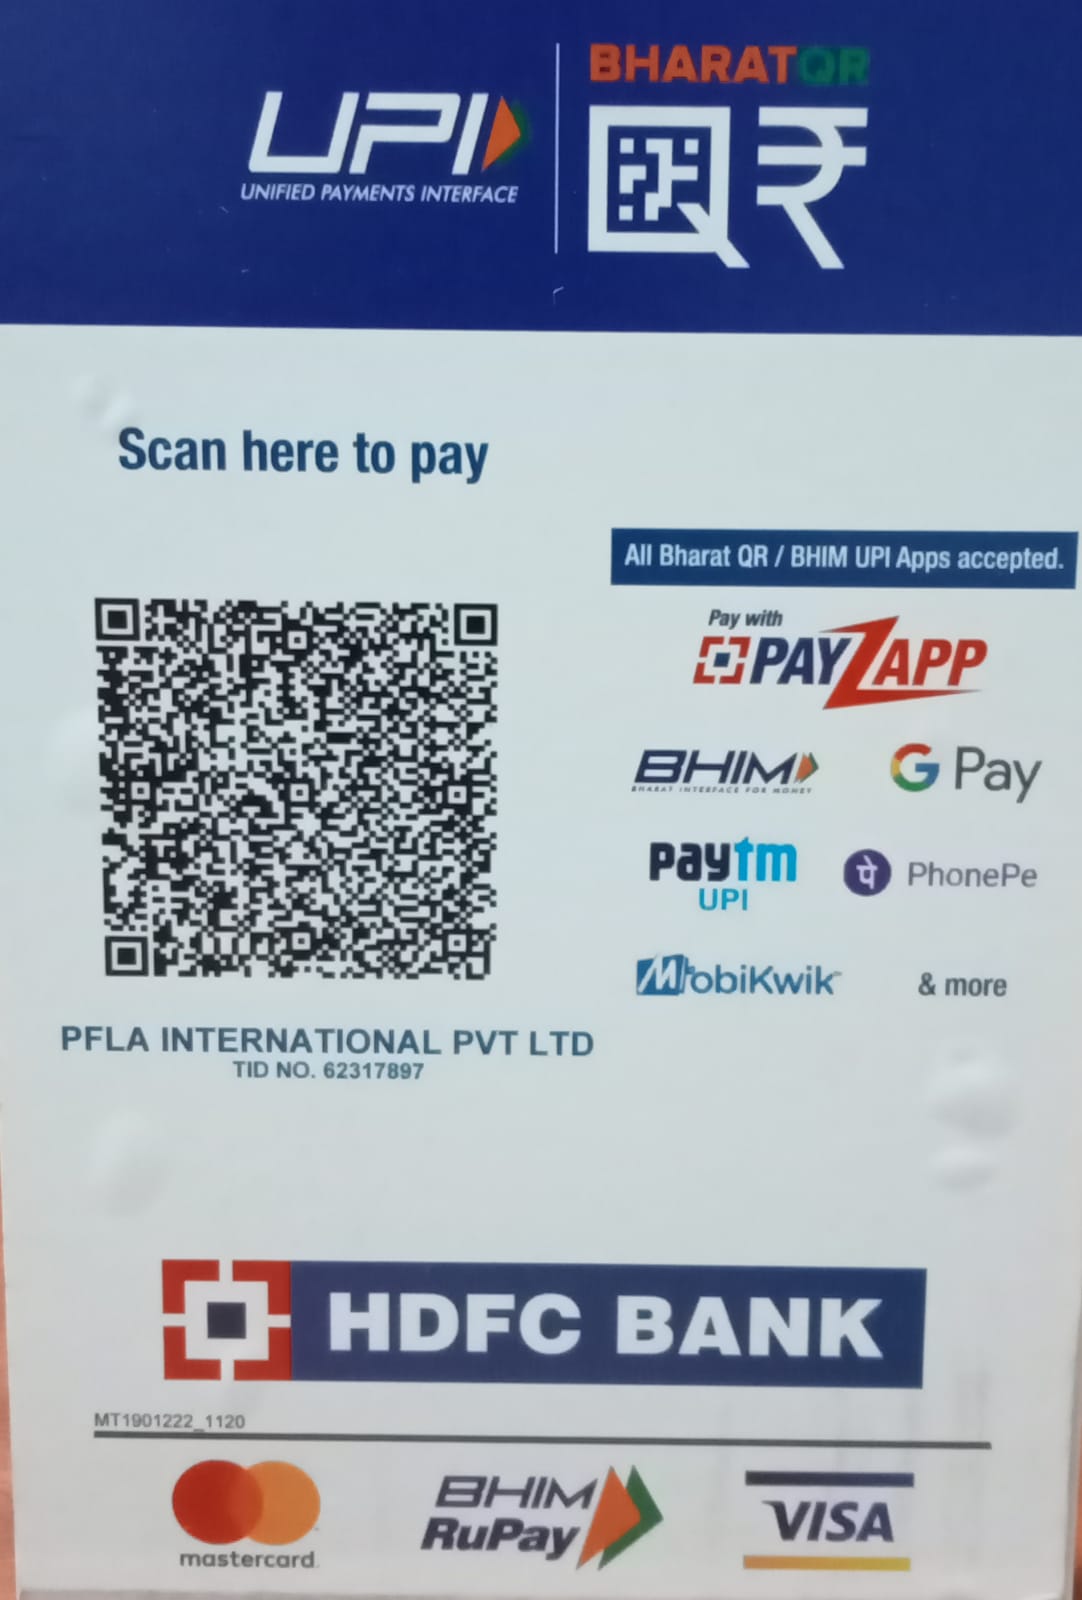 UPI
UNIFIED PAYMENTS INTERFACE
BHARATQR
Scan here to pay
All Bharat QR / BHIM UPI Apps accepted.
Pay with
PAYZAPP
BHIM
BHARAT INTERFACE FOR MONEY
G Pay
paytm
UPI
पे PhonePe
MobiKwik
& more
PFLA INTERNATIONAL PVT LTD
TID NO. 62317897
HDFC BANK
MT1901222_1120
mastercard
BHIM
RuPay
VISA